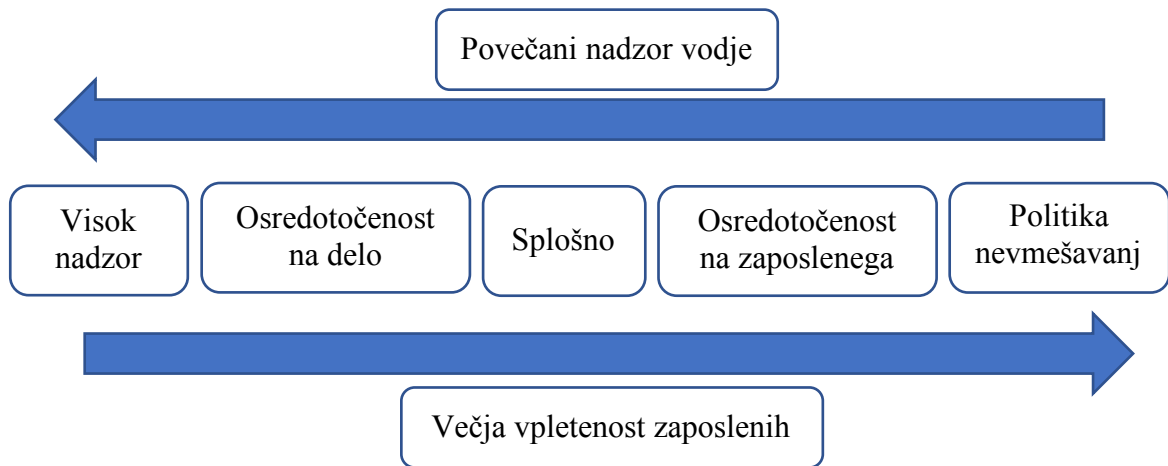 Povečani nadzor vodje
Visok
nadzor
Osredotočenost
na delo
Splošno
Osredotočenost
na zaposlenega
Politika
nevmešavanj
Večja vpletenost zaposlenih